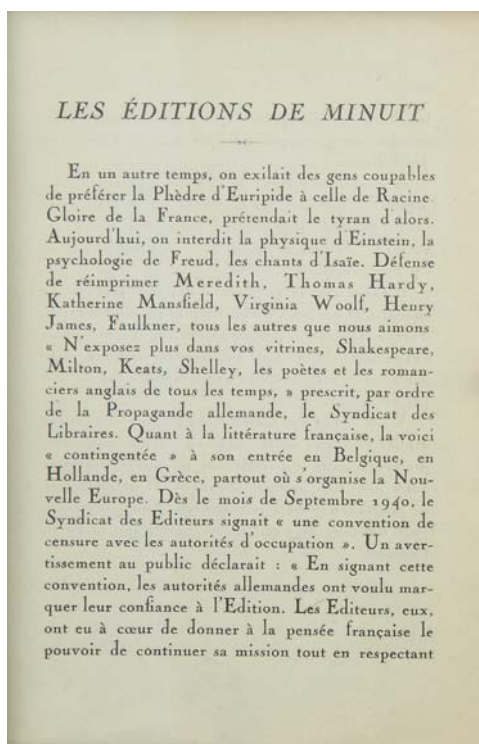 LES ÉDITIONS DE MINUIT
En un autre temps, on exilait des gens coupables
de préférer la Phèdre d'Euripide à celle de Racine.
Gloire de la France, prétendait le tyran d'alors.
Aujourd'hui, on interdit la physique d'Einstein, la
psychologie de Freud, les chants d'Isaïe. Défense
de réimprimer Meredith, Thomas Hardy,
Katherine Mansfield, Virginia Woolf, Henry
James, Faulkner, tous les autres que nous aimons.
« N'exposez plus dans vos vitrines, Shakespeare,
Milton, Keats, Shelley, les poètes et les roman-
ciers anglais de tous les temps, » prescrit, par ordre
de la Propagande allemande, le Syndicat des
Libraires. Quant à la littérature française, la voici
« contingentée » à son entrée en Belgique, en
Hollande, en Grèce, partout où s'organise la Nou-
velle Europe. Dès le mois de Septembre 1940, le
Syndicat des Editeurs signait « une convention de
censure avec les autorités d'occupation ». Un aver-
tissement au public déclarait : « En signant cette
convention, les autorités allemandes ont voulu mar-
quer leur confiance à l'Edition. Les Editeurs, eux,
ont eu à cœur de donner à la pensée française le
pouvoir de continuer sa mission tout en respectant